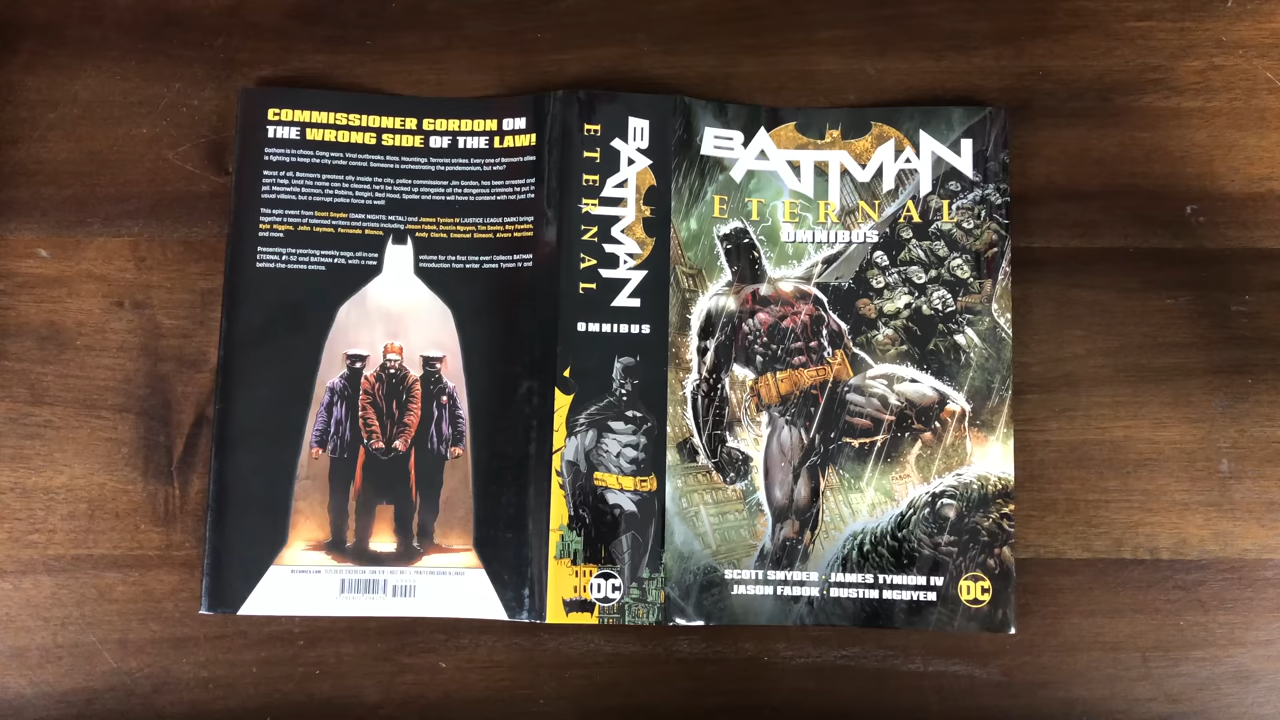 COMMISSIONER GORDON ON
THE WRONG SIDE OF THE LAW!
Gotham is in chaos. Gang wars. Viral outbreaks. Riots. Hauntings. Terrorist strikes. Every one of Batman's allies
is fighting to keep the city under control. Someone is orchestrating the pandemonium, but who?
Worst of all, Batman's greatest ally inside the city, police commissioner Jim Gordon, has been arrested and
can't help. Until his name can be cleared, he'll be locked up alongside all the dangerous criminals he put in
jail. Meanwhile Batman, the Robins, Batgirl, Red Hood, Spoiler and more will have to contend with not just the
usual villains, but a corrupt police force as well!
This epic event from Scott Snyder (DARK NIGHTS: METAL) and James Tynion IV (JUSTICE LEAGUE DARK) brings
together a team of talented writers and artists including Jason Fabok, Dustin Nguyen, Tim Seeley, Ray Fawkes,
Kyle Higgins, John Layman, Fernando Blanco, Andy Clarke, Emanuel Simeoni, Alvaro Martinez
and more.
Presenting the yearlong weekly saga, all in one volume for the first time ever! Collects BATMAN
ETERNAL #1-52 and BATMAN #28, with a new introduction from writer James Tynion IV and
behind-the-scenes extras.
DCCOMICS.COM
BATMAN
ETERNAL
OMNIBUS
DC
BATMAN
ETERNAL
OMNIBUS
FABOK
SCOTT SNYDER · JAMES TYNION IV
JASON FABOK · DUSTIN NGUYEN
DC